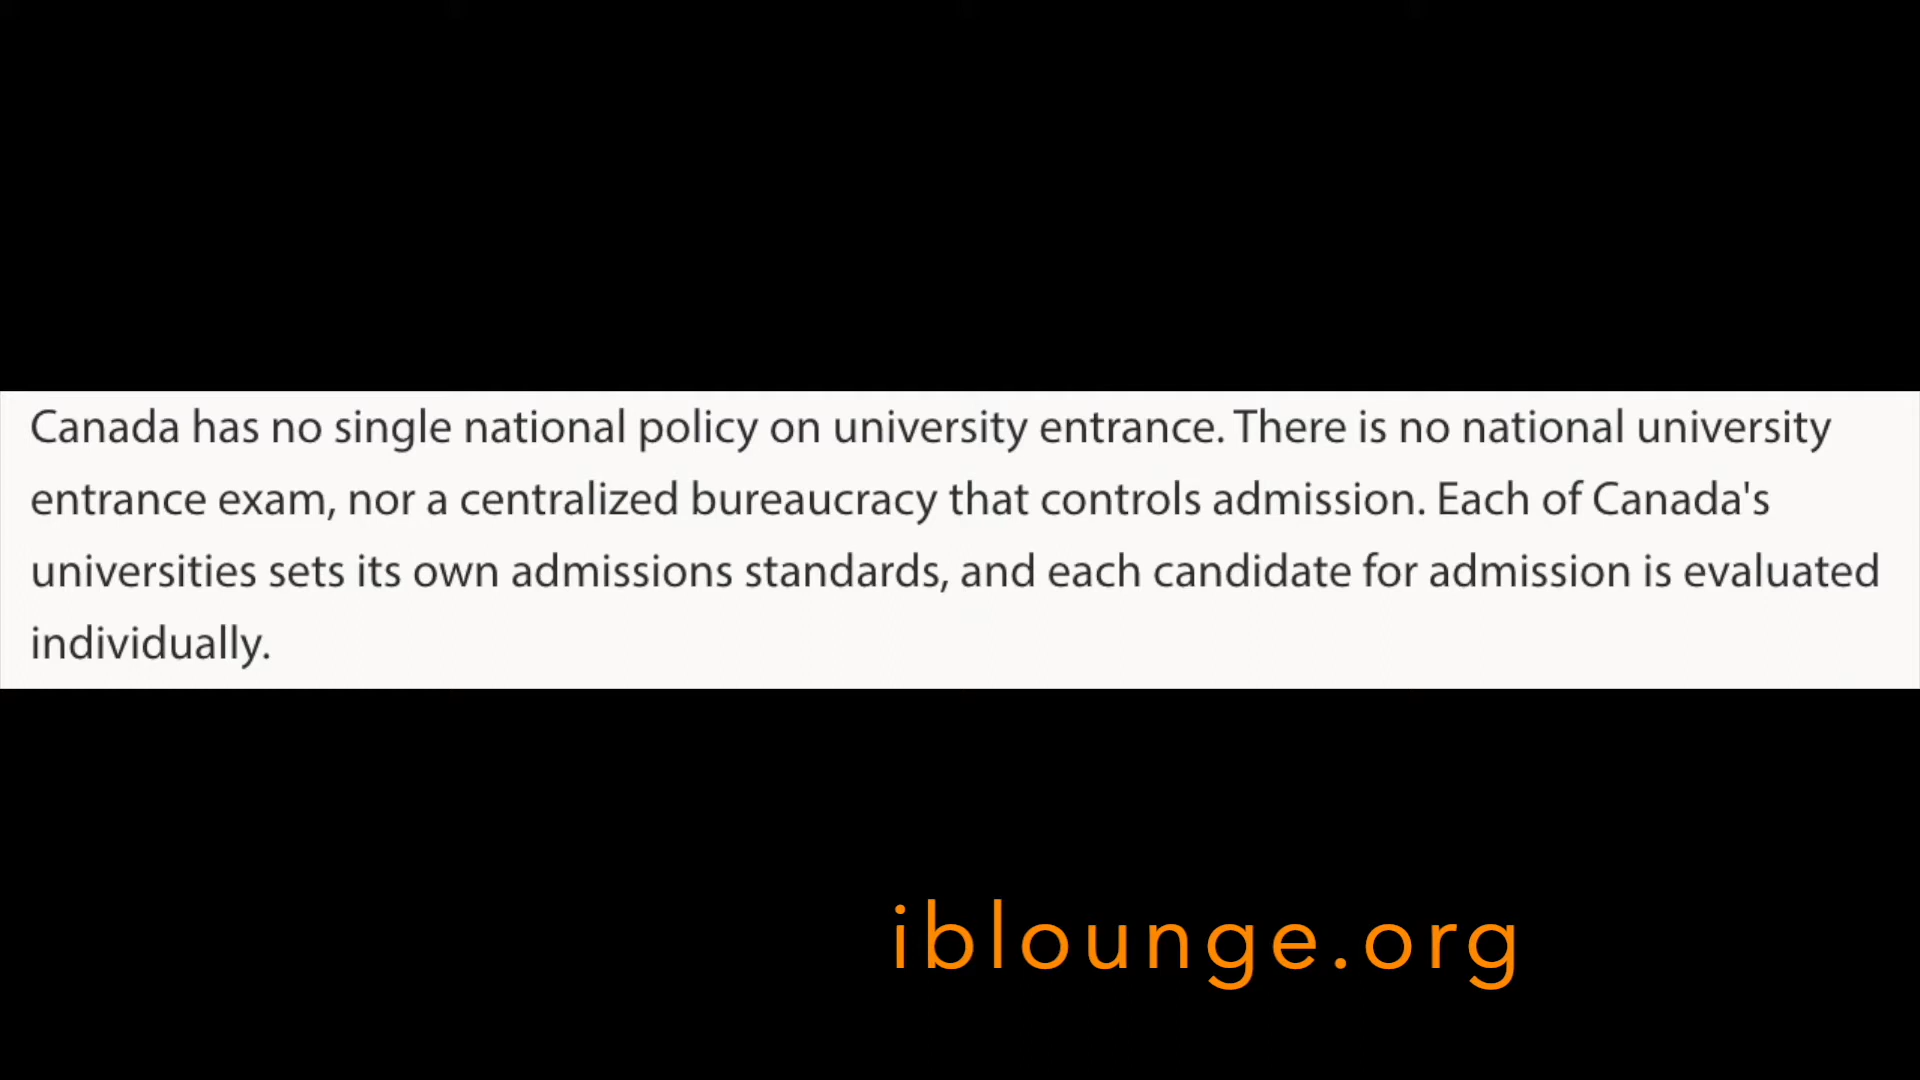 Canada has no single national policy on university entrance. There is no national university
entrance exam, nor a centralized bureaucracy that controls admission. Each of Canada's
universities sets its own admissions standards, and each candidate for admission is evaluated
individually.
iblounge.org